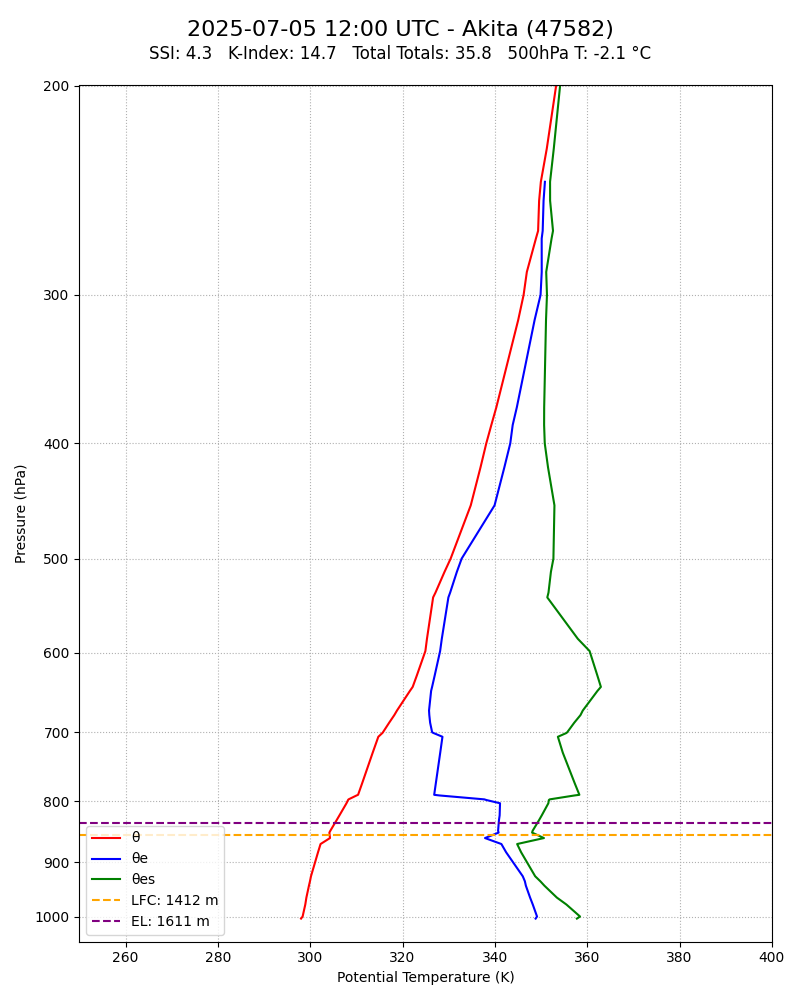 2025-07-05 12:00 UTC - Akita (47582)
SSI: 4.3   K-Index: 14.7   Total Totals: 35.8   500hPa T: -2.1 °C
200
300
400
500
600
700
800
900
1000
Pressure (hPa)
θ
θe
θes
LFC: 1412 m
EL: 1611 m
260 280 300 320 340 360 380 400
Potential Temperature (K)